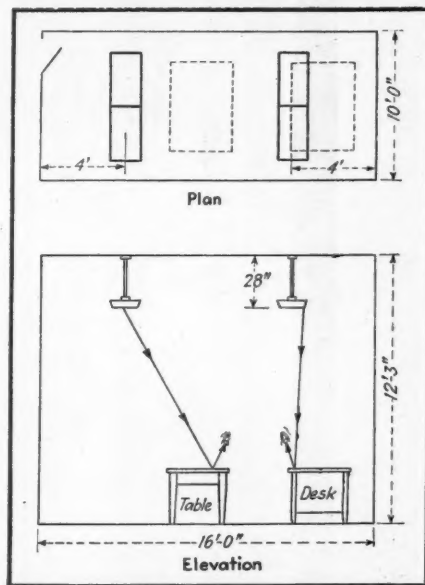 4'
4'
10'-0"
Plan
28"
12'-3"
Table
Desk
16'-0"
Elevation